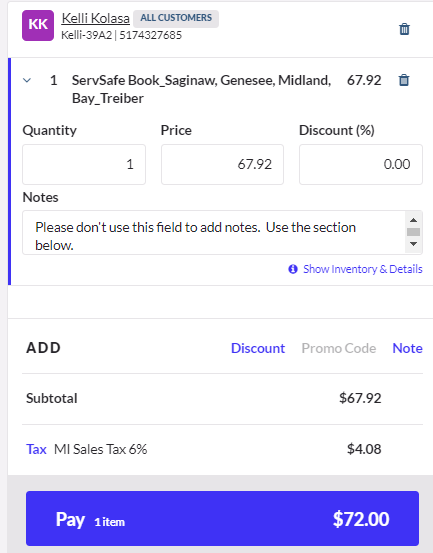 KK Kelli Kolasa ALL CUSTOMERS
Kelli-39A2 | 5174327685
1 ServSafe Book_Saginaw, Genesee, Midland, 67.92
Bay_Treiber
Quantity Price Discount (%)
1 67.92 0.00
Notes
Please don't use this field to add notes. Use the section
below.
Show Inventory & Details
ADD Discount Promo Code Note
Subtotal $67.92
Tax MI Sales Tax 6% $4.08
Pay 1 item $72.00